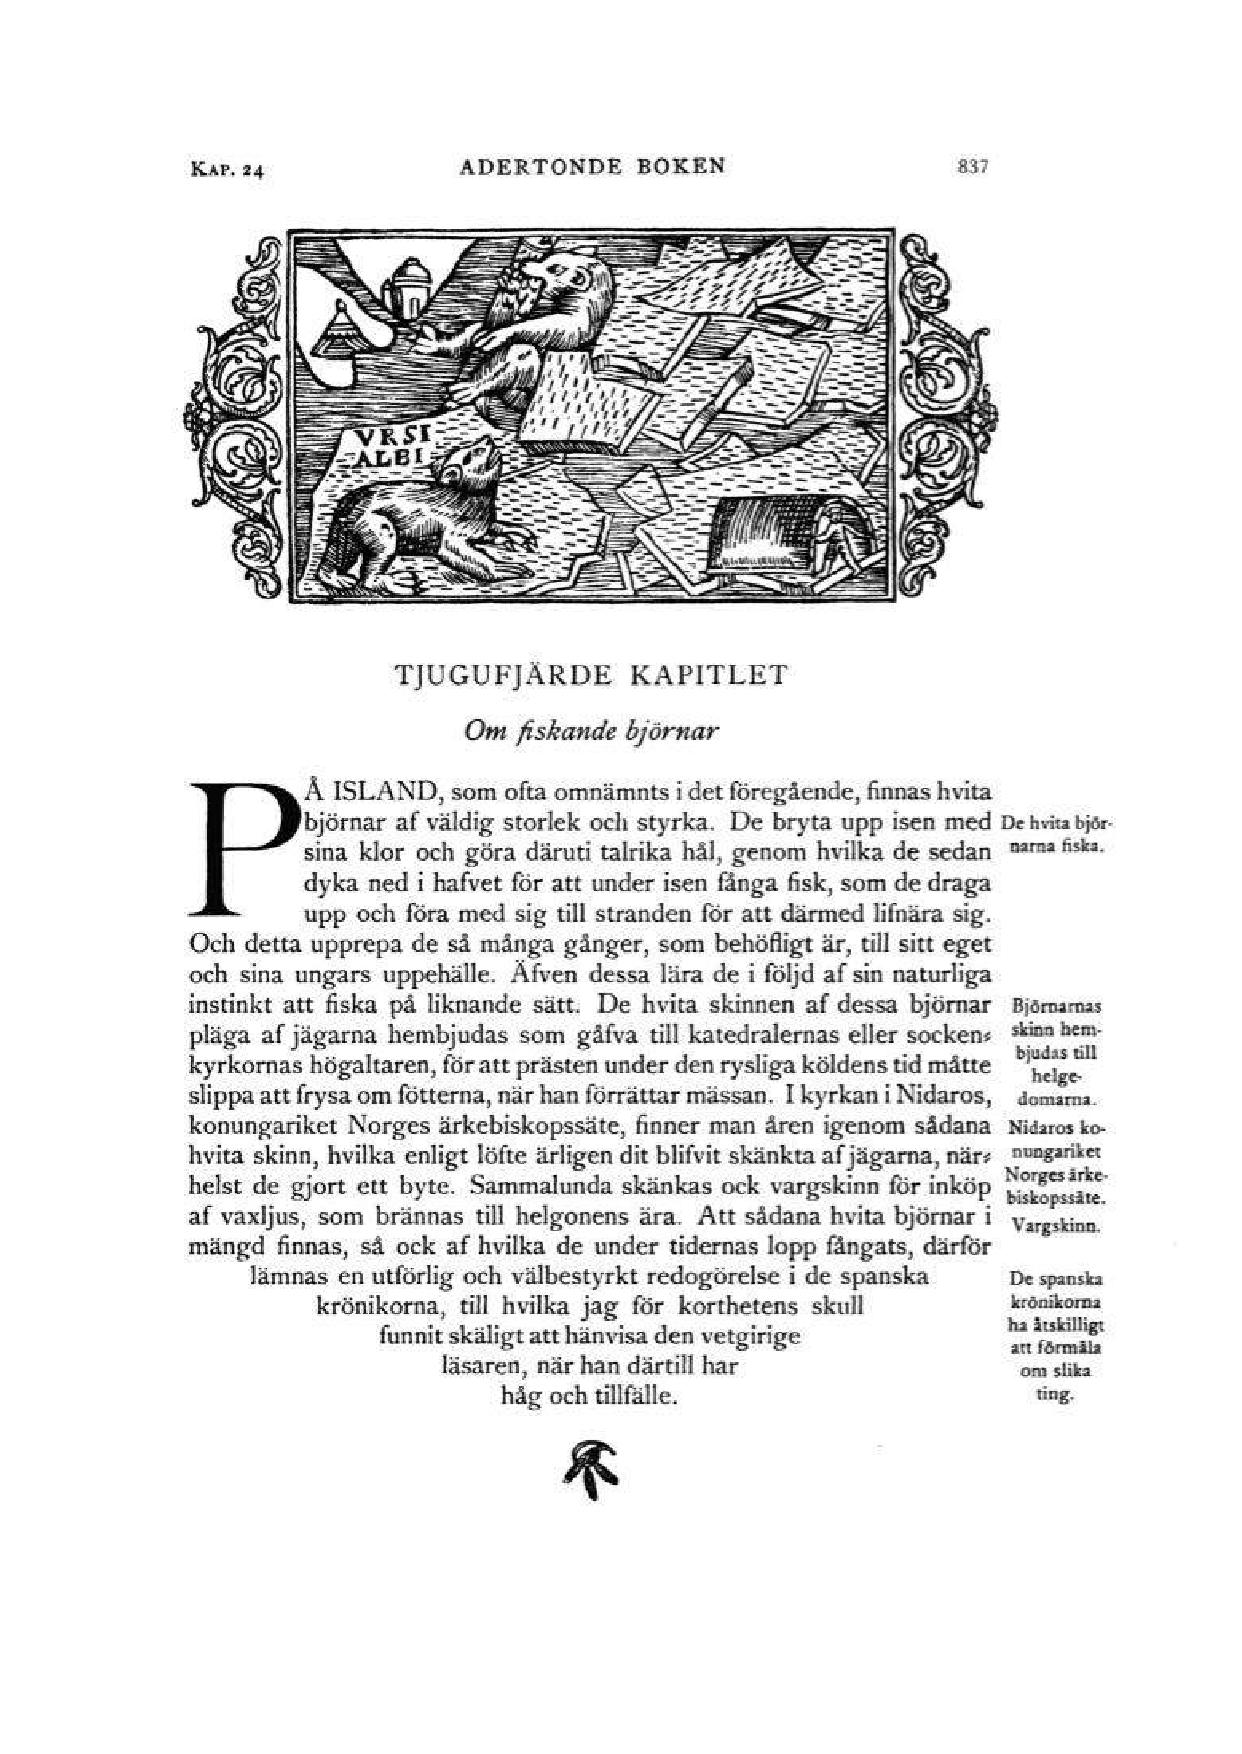 KAP. 24 ADERTONDE BOKEN 837
VRSI
ALBI
TJUGUFJÄRDE KAPITLET
Om fiskande björnar
PÅ ISLAND, som ofta omnämnts i det föregående, finnas hvita
björnar af väldig storlek och styrka. De bryta upp isen med
sina klor och göra däruti talrika hål, genom hvilka de sedan
dyka ned i hafvet för att under isen fånga fisk, som de draga
upp och föra med sig till stranden för att därmed lifnära sig.
Och detta upprepa de så många gånger, som behöfligt är, till sitt eget
och sina ungars uppehälle. Äfven dessa lära de i följd af sin naturliga
instinkt att fiska på liknande sätt. De hvita skinnen af dessa björnar
pläga af jägarna hembjudas som gåfva till katedralernas eller socken-
kyrkornas högaltaren, för att prästen under den rysliga köldens tid måtte
slippa att frysa om fötterna, när han förrättar mässan. I kyrkan i Nidaros,
konungariket Norges ärkebiskopssäte, finner man åren igenom sådana
hvita skinn, hvilka enligt löfte ärligen dit blifvit skänkta af jägarna, när-
helst de gjort ett byte. Sammalunda skänkas ock vargskinn för inköp
af vaxljus, som brännas till helgonens ära. Att sådana hvita björnar i
mängd finnas, så ock af hvilka de under tidernas lopp fångats, därför
lämnas en utförlig och välbestyrkt redogörelse i de spanska
krönikorna, till hvilka jag för korthetens skull
funnit skäligt att hänvisa den vetgirige
läsaren, när han därtill har
håg och tillfälle.
De hvita björ-
narna fiska.
Björnarnas
skinn hem-
bjudas till
helge-
domarna.
Nidaros ko-
nungariket
Norges ärke-
biskopssäte.
Vargskinn.
De spanska
krönikorna
ha åtskilligt
att förmäla
om slika
ting.